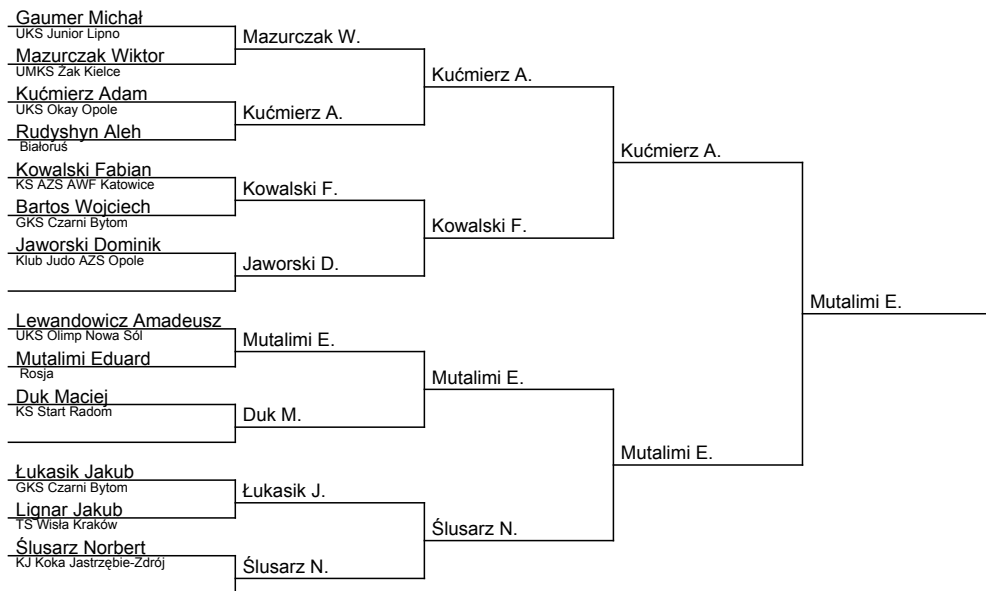 Gaumer Michał
UKS Junior Lipno
Mazurczak Wiktor
UMKS Żak Kielce
Kućmierz Adam
UKS Okay Opole
Rudyshyn Aleh
Białoruś
Kowalski Fabian
KS AZS AWF Katowice
Bartos Wojciech
GKS Czarni Bytom
Jaworski Dominik
Klub Judo AZS Opole
Lewandowicz Amadeusz
UKS Olimp Nowa Sól
Mutalimi Eduard
Rosja
Duk Maciej
KS Start Radom
Łukasik Jakub
GKS Czarni Bytom
Lignar Jakub
TS Wisła Kraków
Ślusarz Norbert
KJ Koka Jastrzębie-Zdrój
Mazurczak W.
Kućmierz A.
Kowalski F.
Jaworski D.
Mutalimi E.
Duk M.
Łukasik J.
Ślusarz N.
Kućmierz A.
Kowalski F.
Mutalimi E.
Ślusarz N.
Kućmierz A.
Mutalimi E.
Mutalimi E.